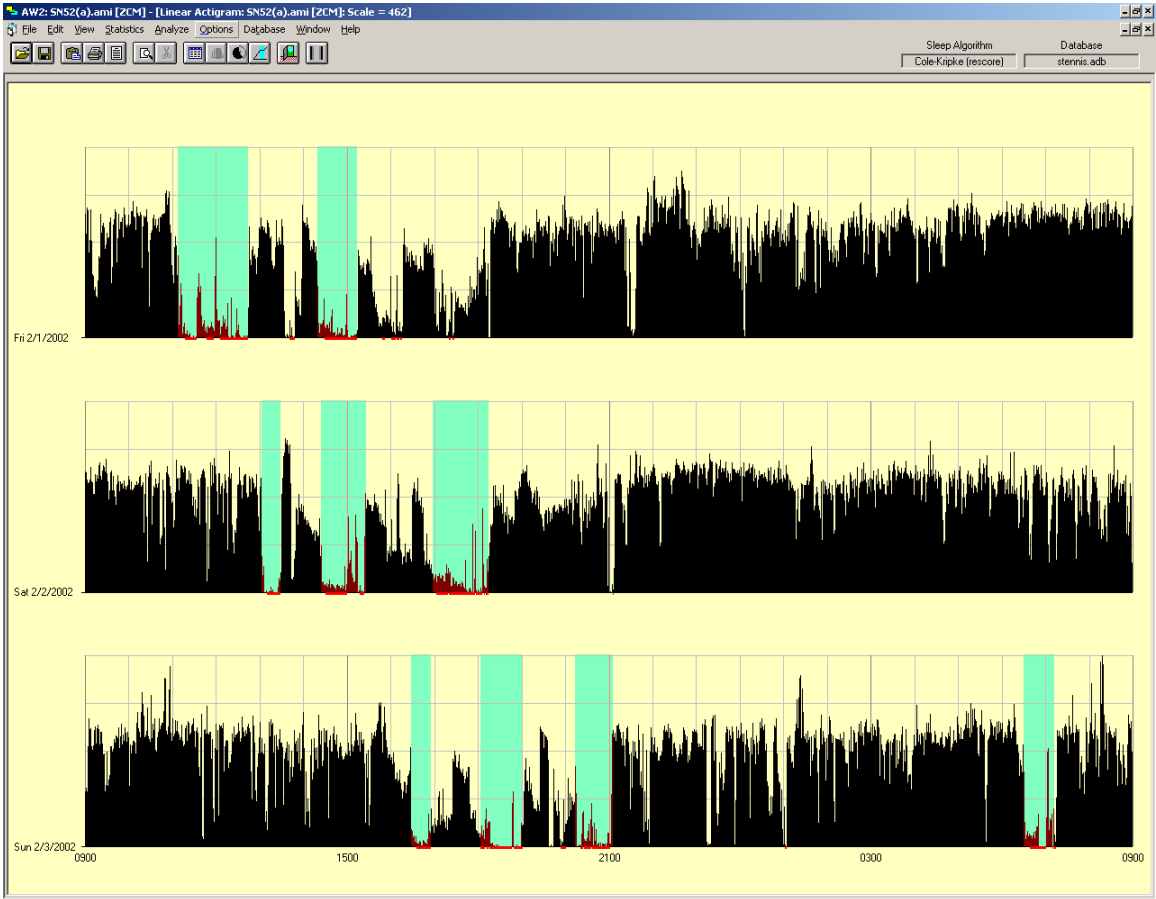 AW2: SN52(a).ami [ZCM] - [Linear Actigram: SN52(a).ami [ZCM]: Scale = 462]
File Edit View Statistics Analyze Options Database Window Help
Sleep Algorithm Database
Cole-Kripke (rescore) stennis.adb
Fri 2/1/2002
Sat 2/2/2002
Sun 2/3/2002
0900 1500 2100 0300 0900